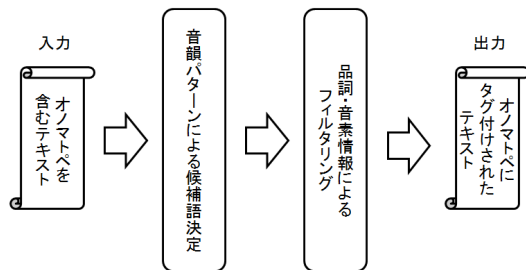 入力
オノマトペを
含むテキスト
音韻パターンによる候補語決定
品詞・音素情報による
フィルタリング
出力
オノマトペに
タグ付けされた
テキスト